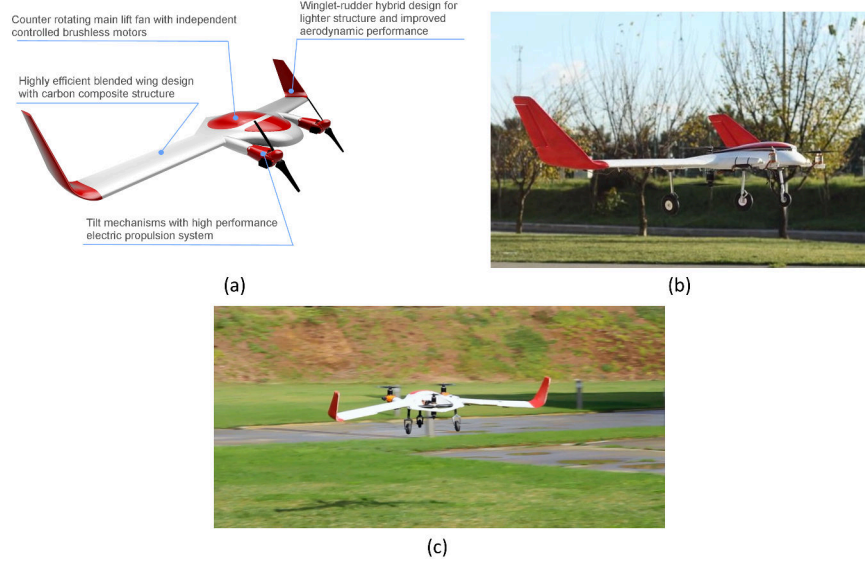 Counter rotating main lift fan with independent
controlled brushless motors
Winglet-rudder hybrid design for
lighter structure and improved
aerodynamic performance
Highly efficient blended wing design
with carbon composite structure
Tilt mechanisms with high performance
electric propulsion system
(a)
(b)
(c)